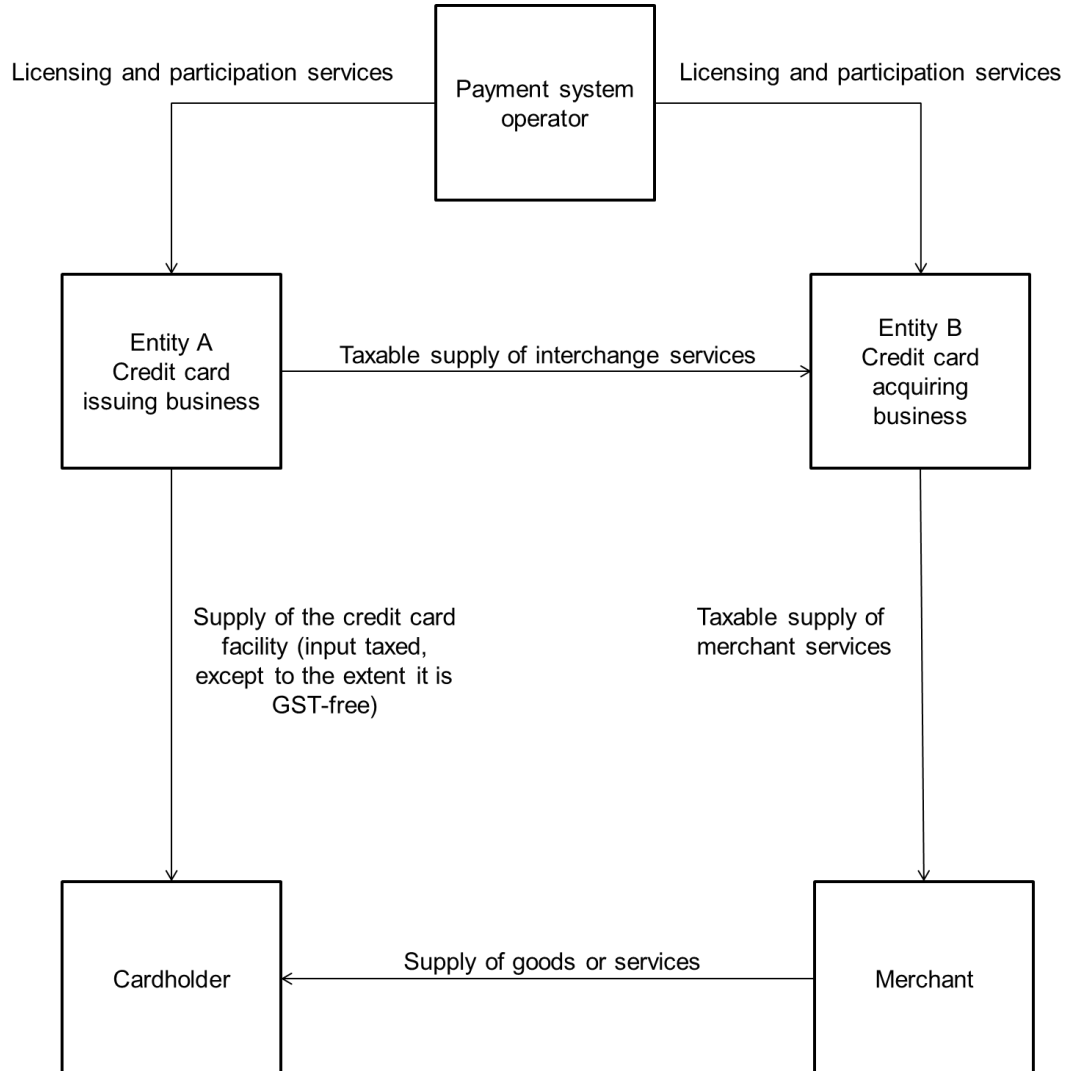 Licensing and participation services
Payment system
operator
Licensing and participation services
Entity A
Credit card
issuing business
Taxable supply of interchange services
Entity B
Credit card
acquiring
business
Supply of the credit card
facility (input taxed,
except to the extent it is
GST-free)
Taxable supply of
merchant services
Cardholder
Supply of goods or services
Merchant